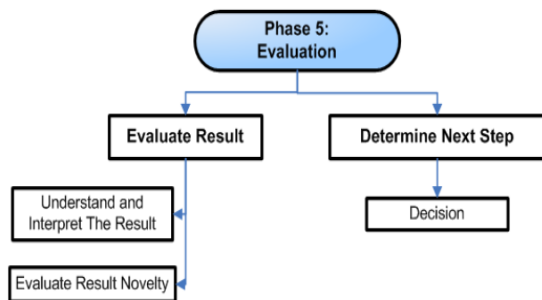 Phase 5:
Evaluation
Evaluate Result
Determine Next Step
Understand and
Interpret The Result
Decision
Evaluate Result Novelty